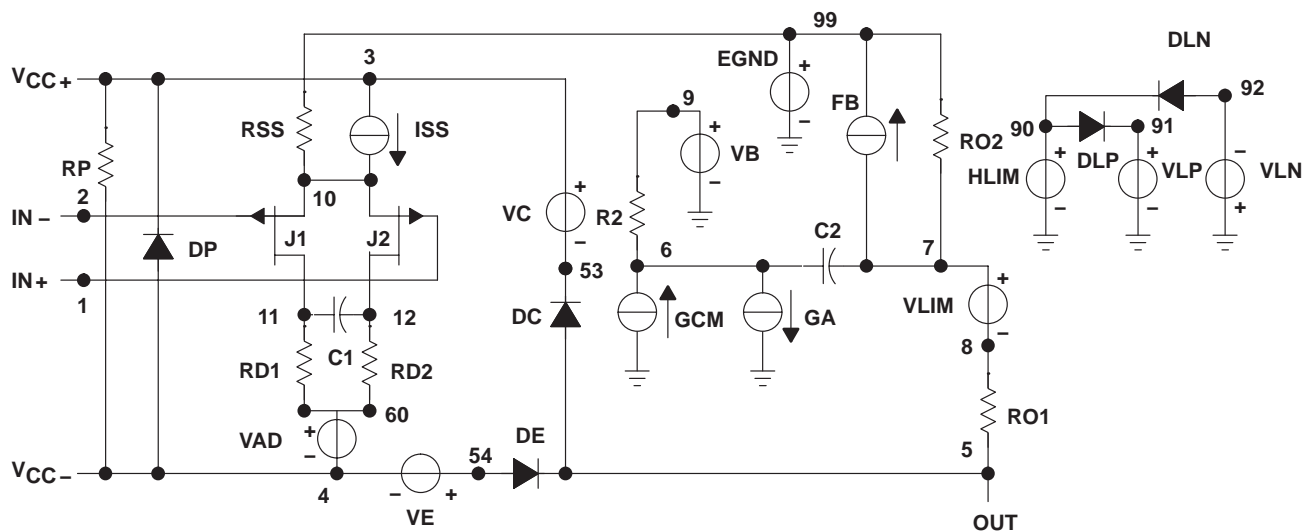 99
DLN
3
VCC+
EGND
+
92
9
FB
RSS
ISS
+
90
91
RO2
RP
VB
DLP
+
+
−
HLIM
VLP
VLN
2
10
+
R2
−
−
−
+
IN −
VC
C2
J1
J2
DP
−
6
7
IN+
53
+
1
VLIM
11
12
DC
GCM
GA
−
C1
8
RD1
RD2
60
RO1
VAD
+
DE
−
54
5
VCC−
4
−
+
VE
OUT